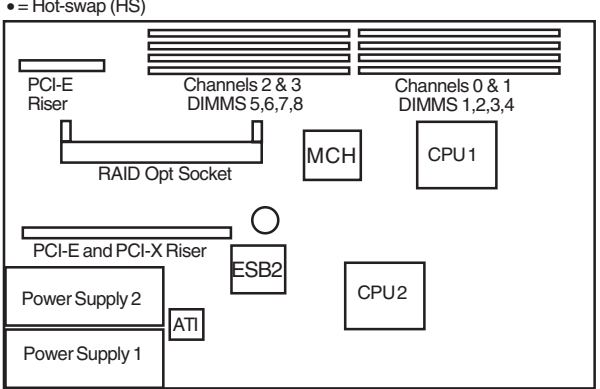 • = Hot-swap (HS)
PCI-E
Riser
Channels 2 & 3
DIMMS 5,6,7,8
Channels 0 & 1
DIMMS 1,2,3,4
RAID Opt Socket
MCH
CPU1
PCI-E and PCI-X Riser
ESB2
CPU2
Power Supply 2
ATI
Power Supply 1